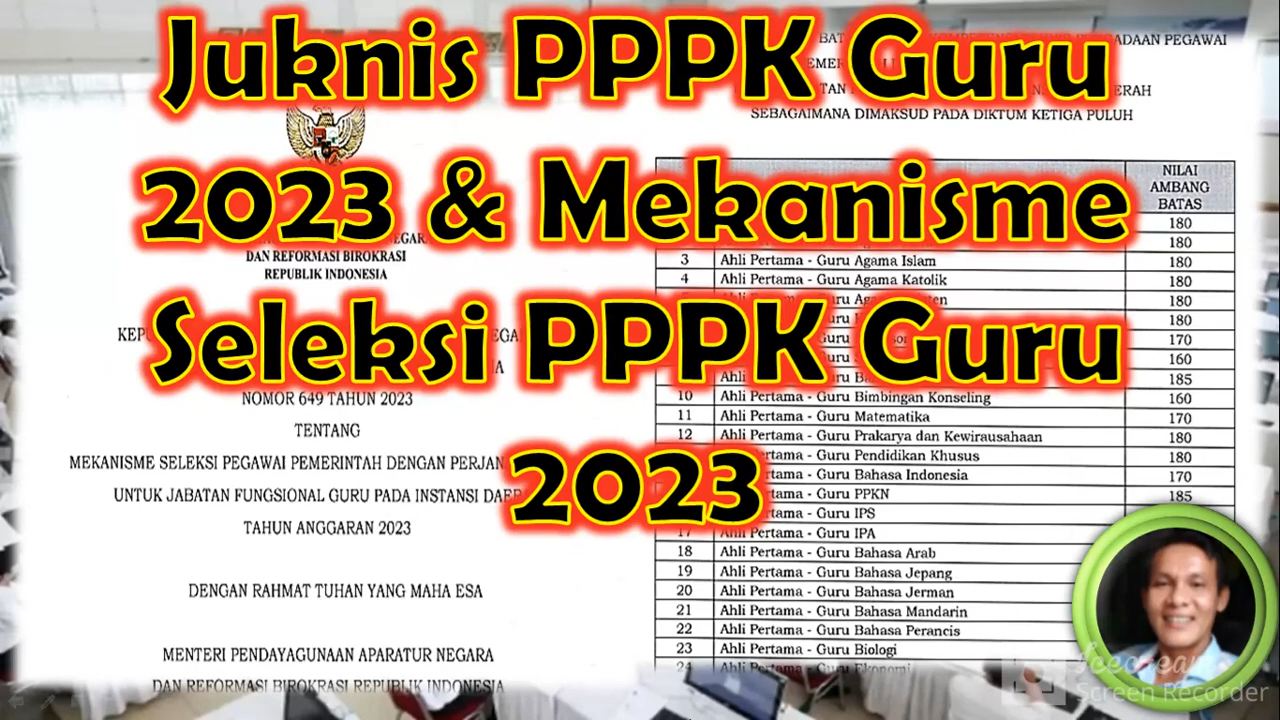 Juknis PPPK Guru
2023 & Mekanisme
Seleksi PPPK Guru
2023
DAN REFORMASI BIROKRASI
REPUBLIK INDONESIA
NOMOR 649 TAHUN 2023
TENTANG
MEKANISME SELEKSI PEGAWAI PEMERINTAH DENGAN
UNTUK JABATAN FUNGSIONAL GURU PADA INSTANSI
TAHUN ANGGARAN 2023
DENGAN RAHMAT TUHAN YANG MAHA ESA
MENTERI PENDAYAGUNAAN APARATUR NEGARA
DAN REFORMASI BIROKRASI REPUBLIK INDONESIA
PEGAWAI
SEBAGAIMANA DIMAKSUD PADA DIKTUM KETIGA PULUH
NILAI
AMBANG
BATAS
180
180
3 Ahli Pertama - Guru Agama Islam 180
4 Ahli Pertama - Guru Agama Katolik 180
180
180
170
160
Ahli 185
10 Ahli Pertama - Guru Bimbingan Konseling 160
11 Ahli Pertama - Guru Matematika 170
12 Ahli Pertama - Guru Prakarya dan Kewirausahaan 180
Pertama - Guru Pendidikan Khusus 180
Pertama - Guru Bahasa Indonesia 170
Pertama - Guru PPKN 185
Pertama - Guru IPS
17 Ahli Pertama - Guru IPA
18 Ahli Pertama - Guru Bahasa Arab
19 Ahli Pertama - Guru Bahasa Jepang
20 Ahli Pertama - Guru Bahasa Jerman
21 Ahli Pertama - Guru Bahasa Mandarin
22 Ahli Pertama - Guru Bahasa Perancis
23 Ahli Pertama - Guru Biologi
24 Ahli Pertama - Guru Ekonomi
Icecream
Screen Recorder